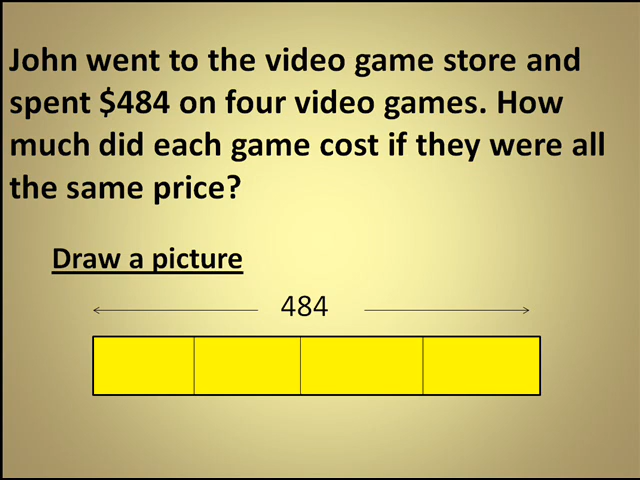 John went to the video game store and
spent $484 on four video games. How
much did each game cost if they were all
the same price?
Draw a picture
484